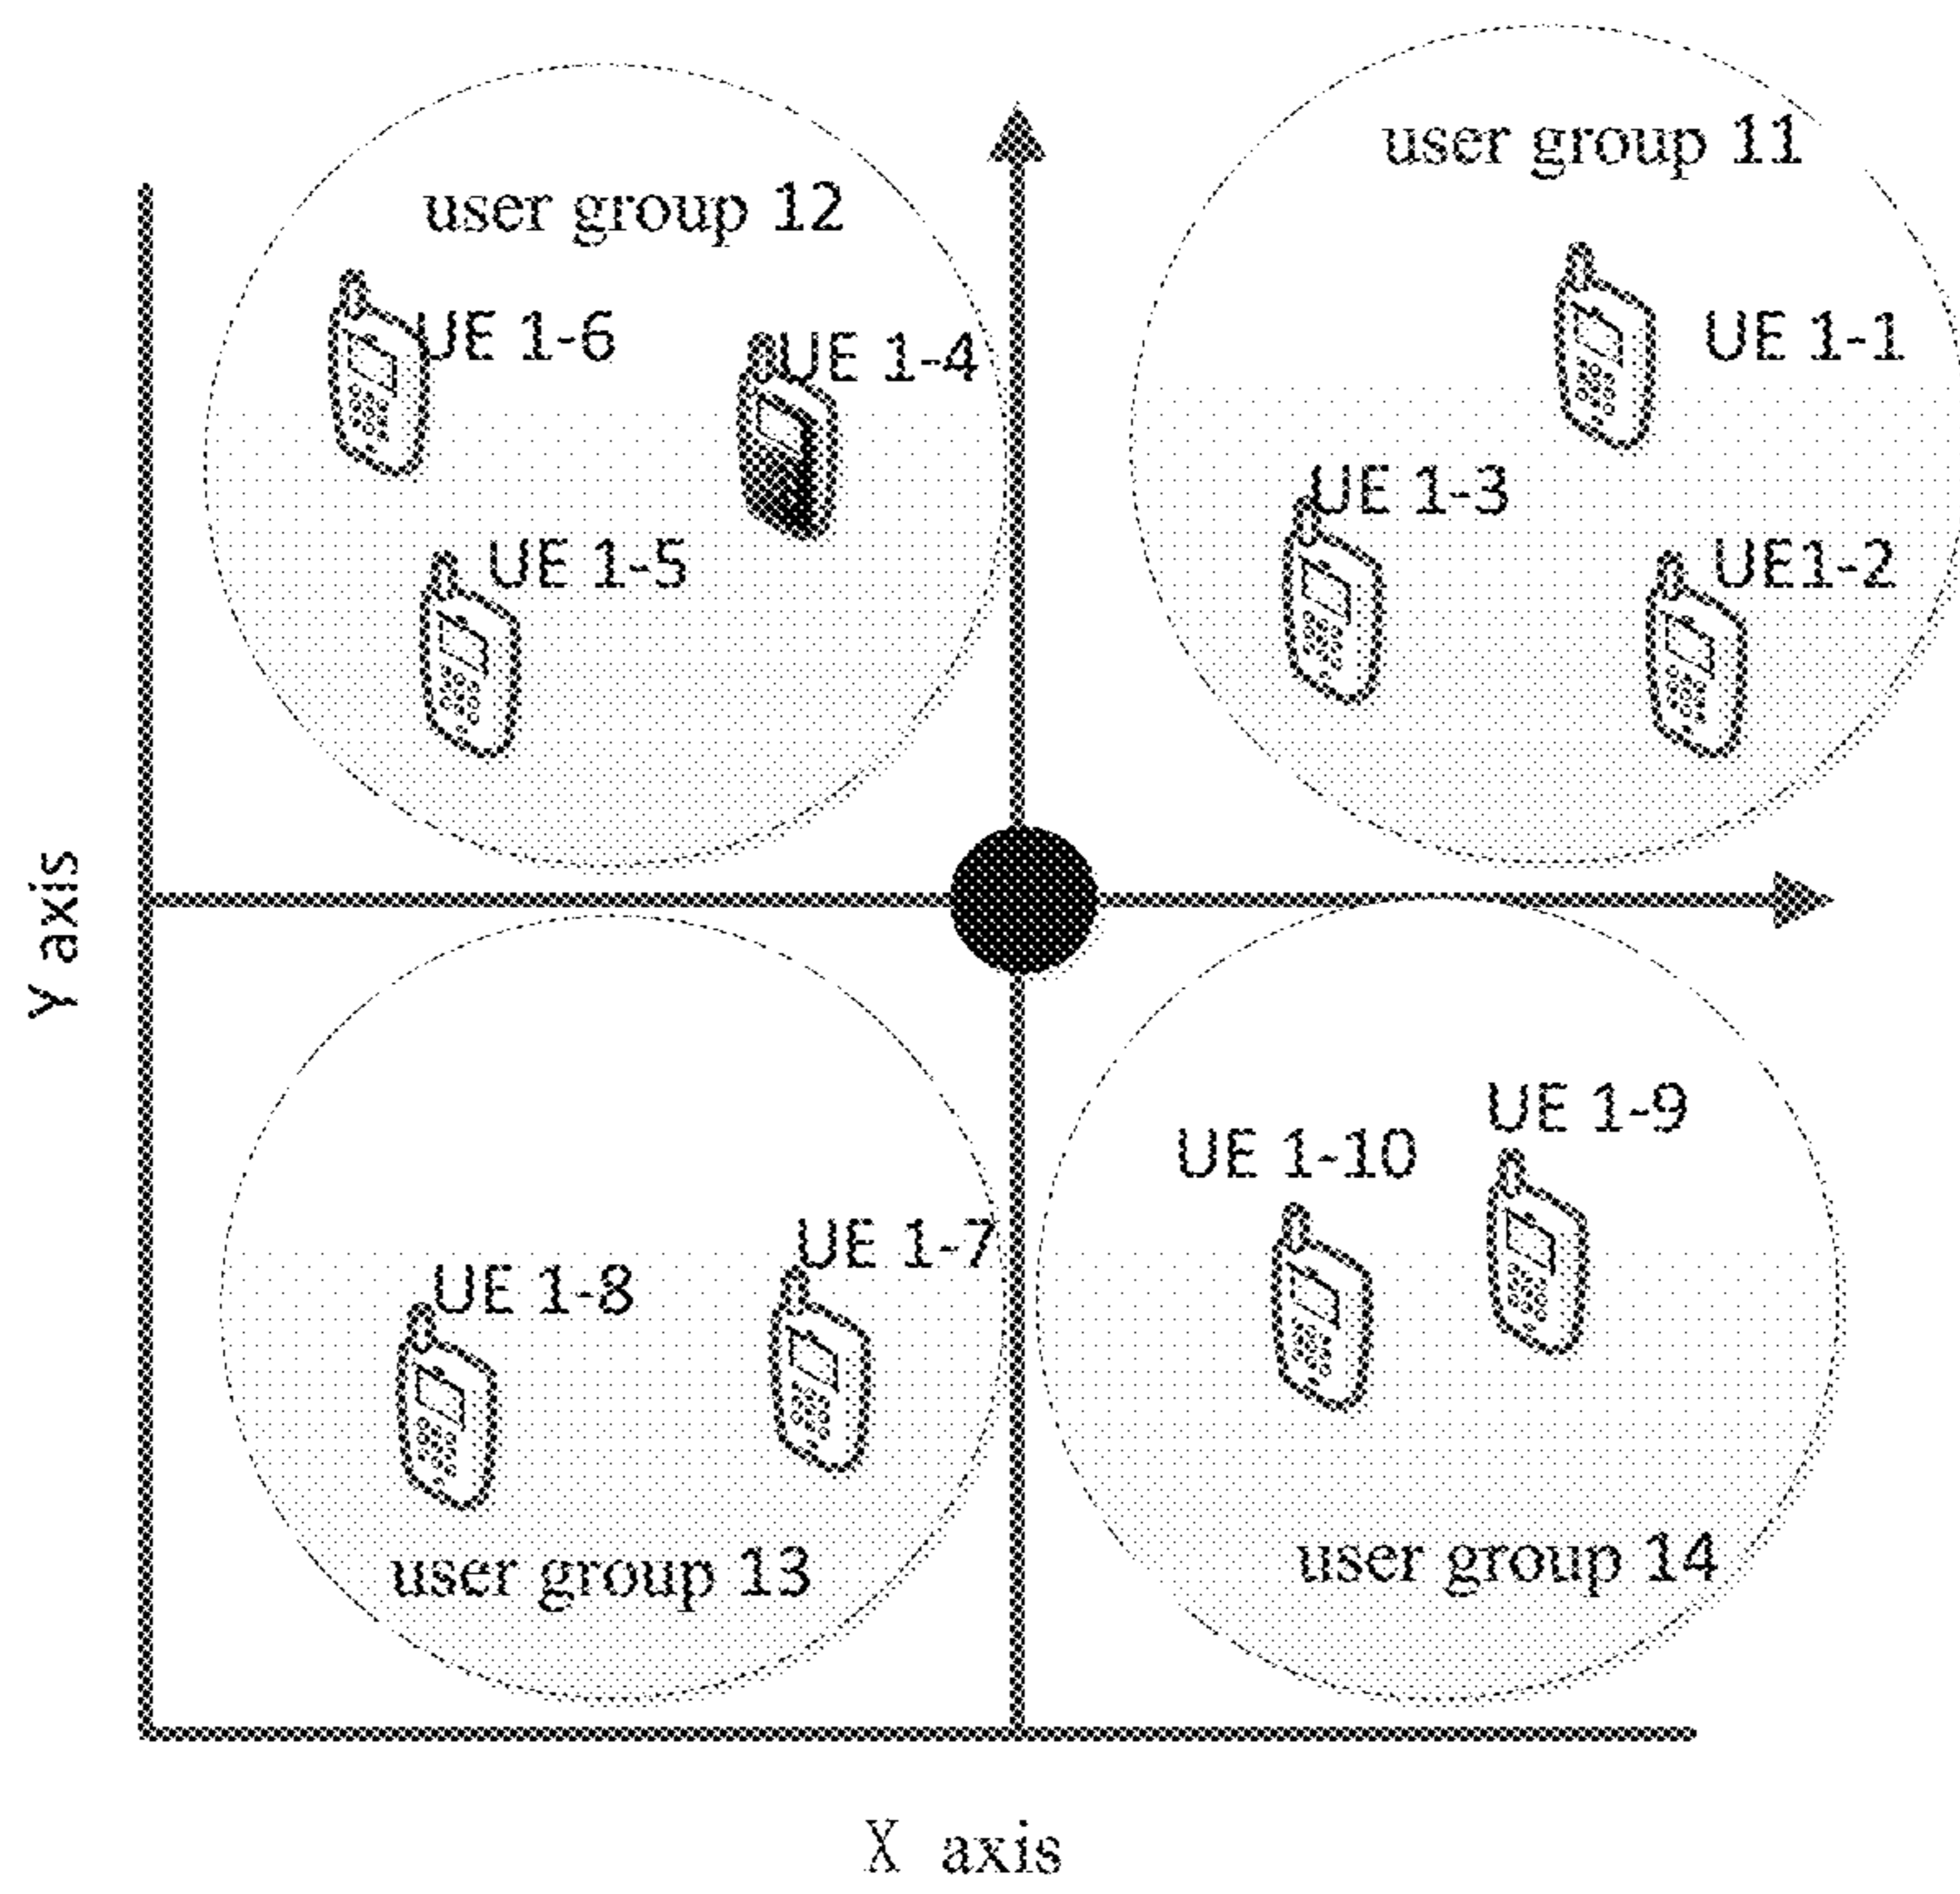 user group 11
user group 12
UE 1-6
UE 1-4
UE 1-1
UE 1-3
UE 1-5
UE1-2
Y axis
UE 1-9
UE 1-10
UE 1-7
UE 1-8
user group 13
user group 14
X axis